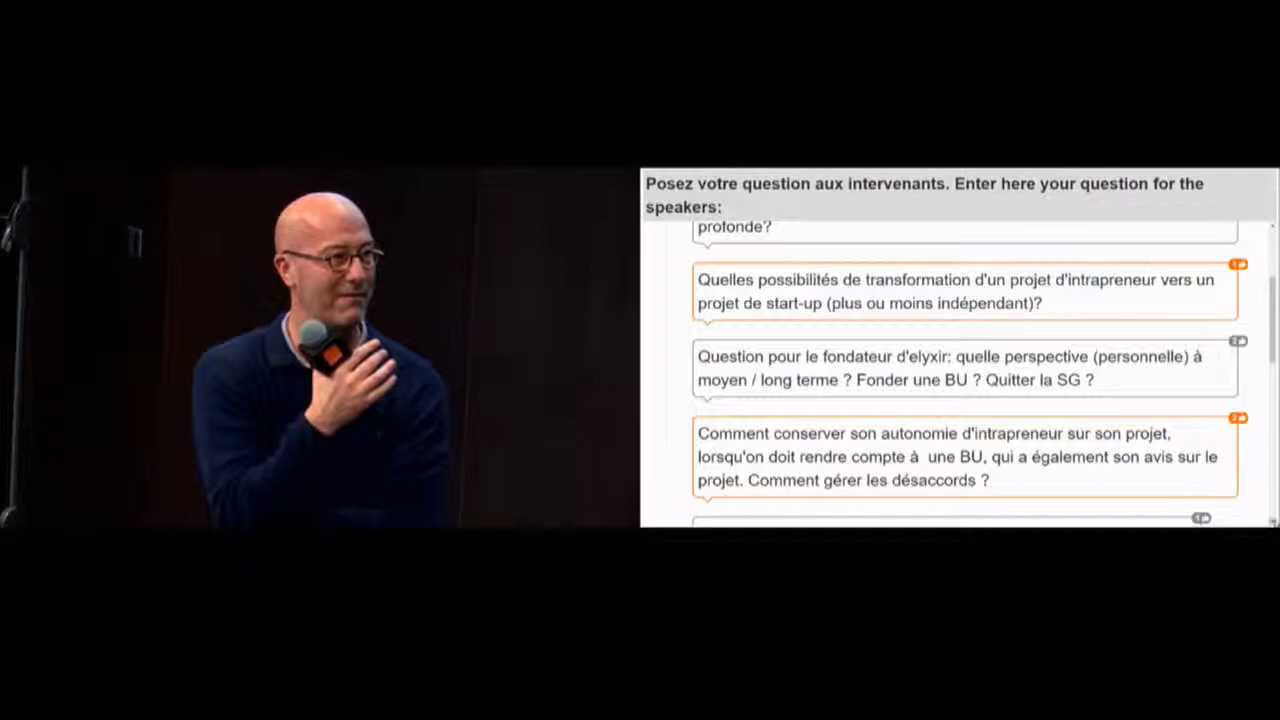 Posez votre question aux intervenants. Enter here your question for the
speakers:
profonde?
1
Quelles possibilités de transformation d'un projet d'intrapreneur vers un
projet de start-up (plus ou moins indépendant)?
2
Question pour le fondateur d'elyxir: quelle perspective (personnelle) à
moyen / long terme ? Fonder une BU ? Quitter la SG ?
Comment conserver son autonomie d'intrapreneur sur son projet,
lorsqu'on doit rendre compte à  une BU, qui a également son avis sur le
projet. Comment gérer les désaccords ?
1